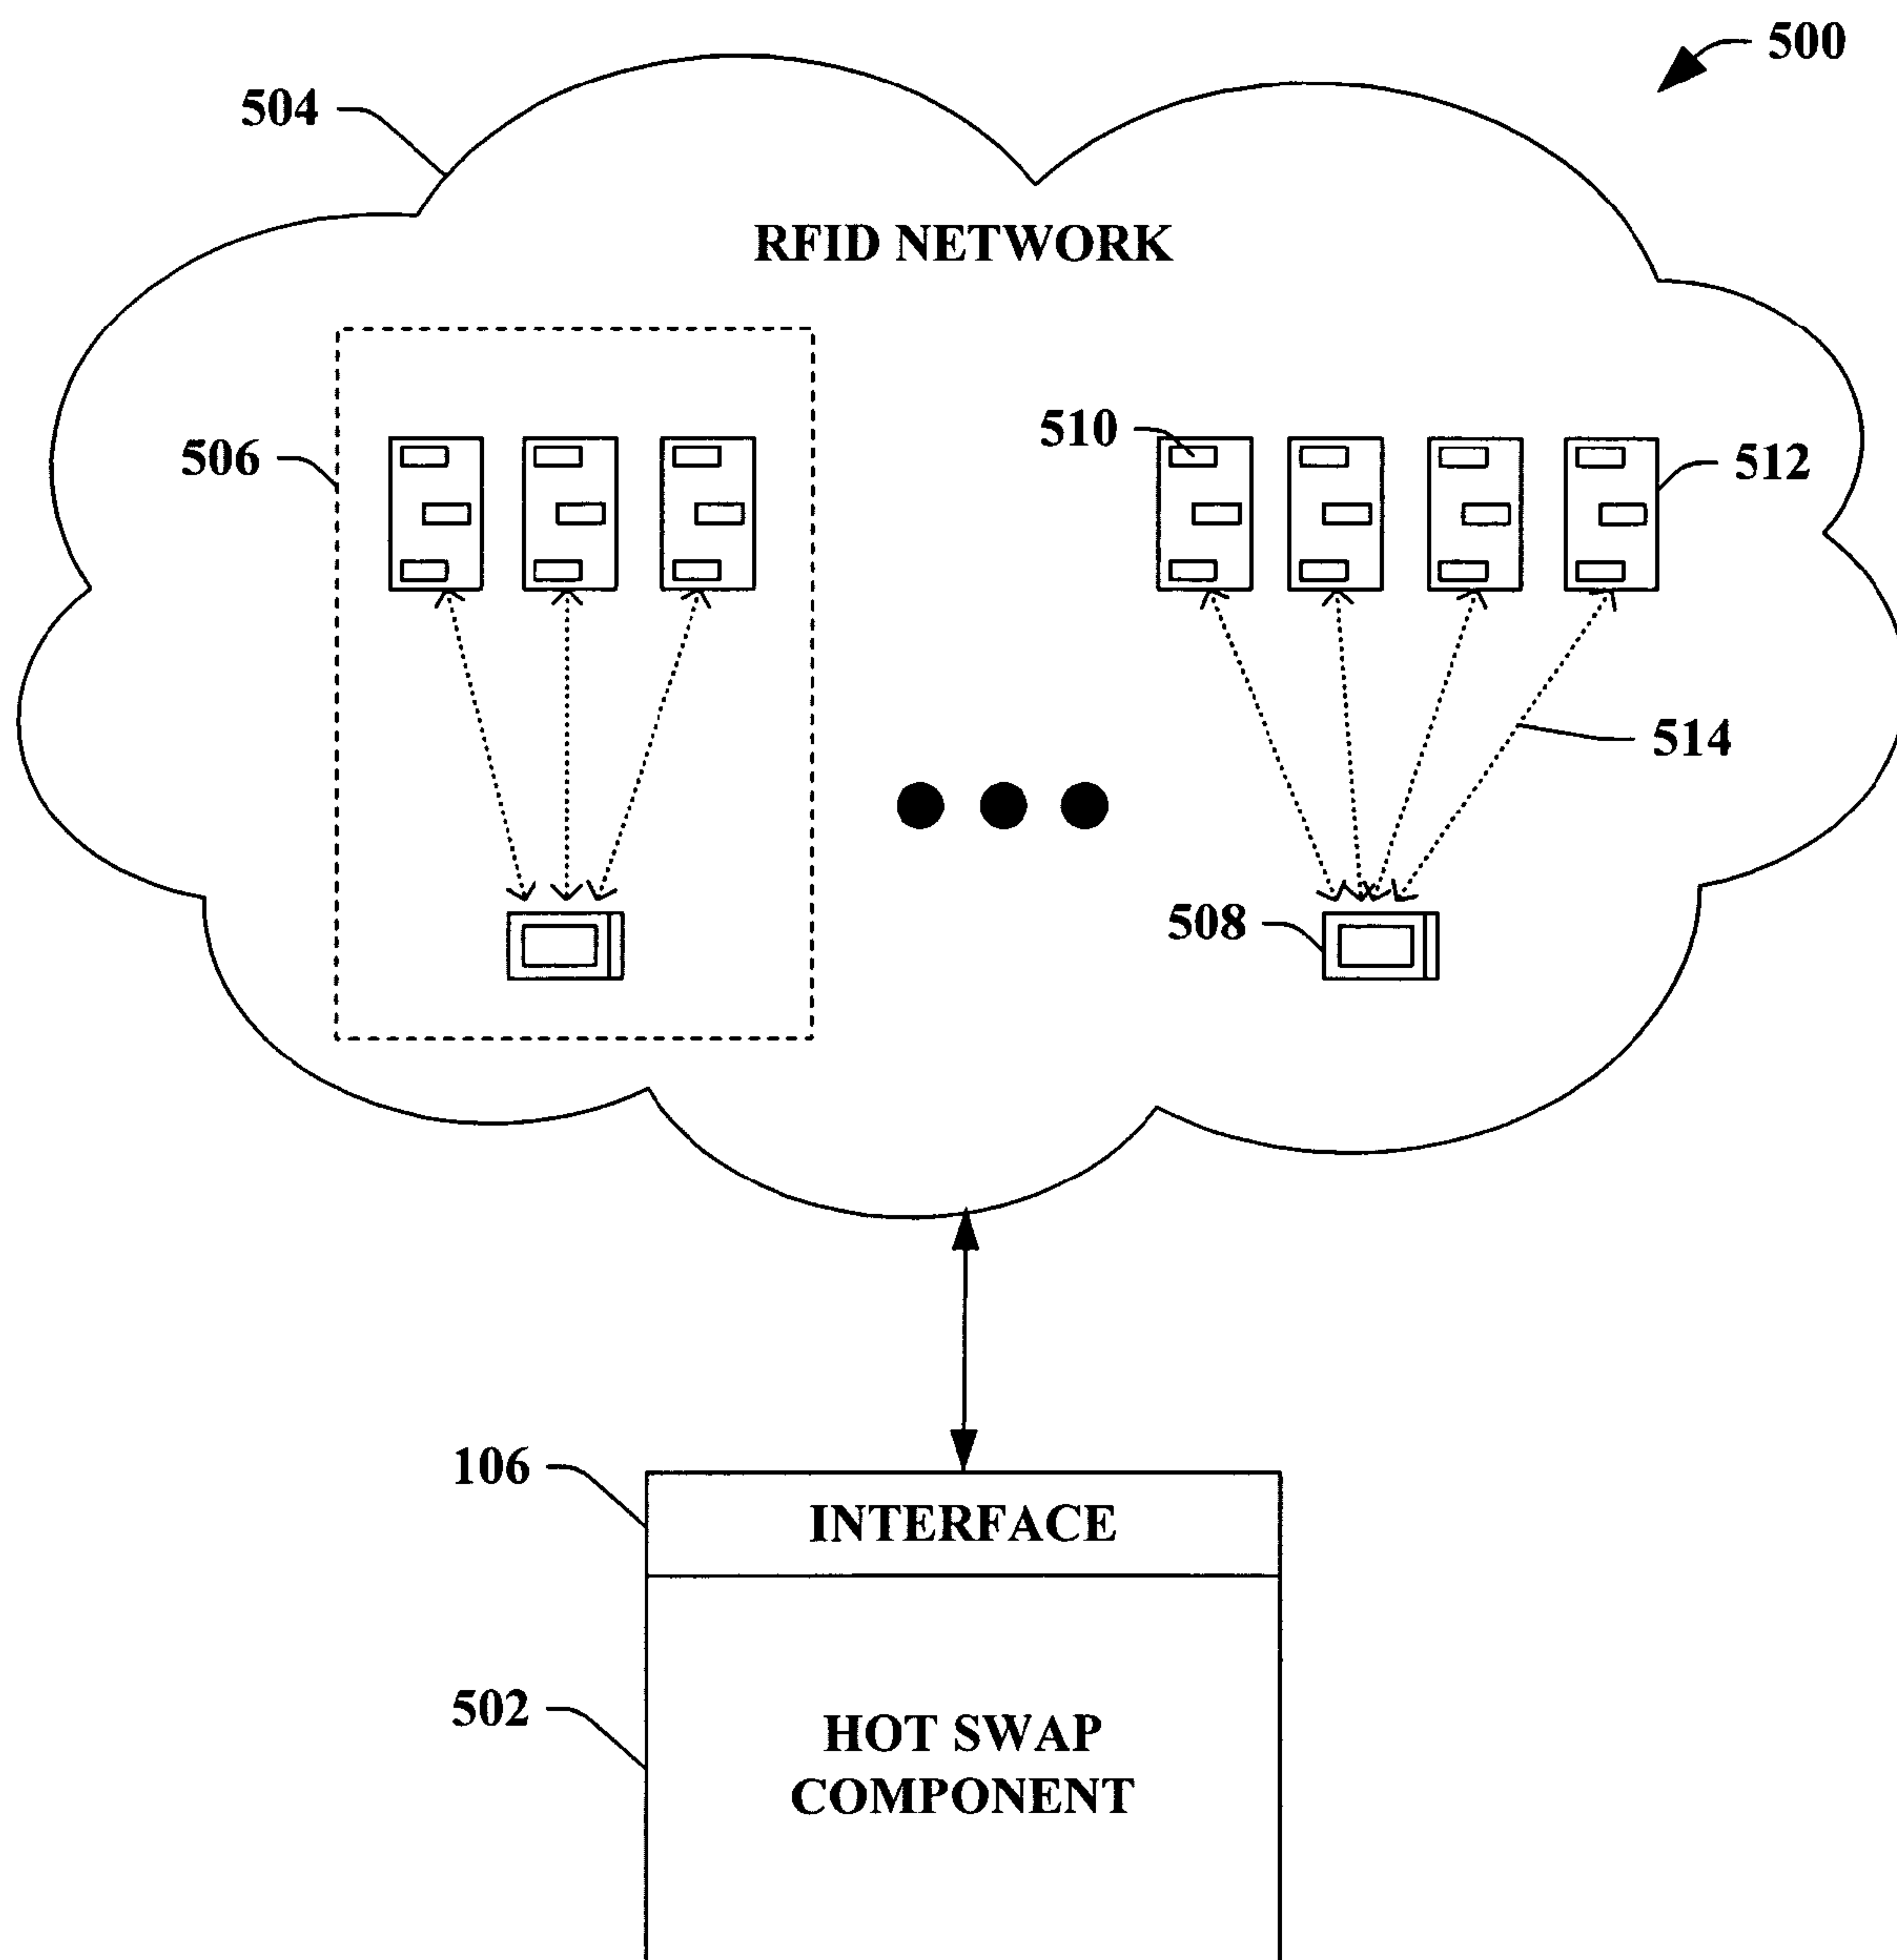 500
504
RFID NETWORK
506
510
512
514
508
106
INTERFACE
502
HOT SWAP
COMPONENT